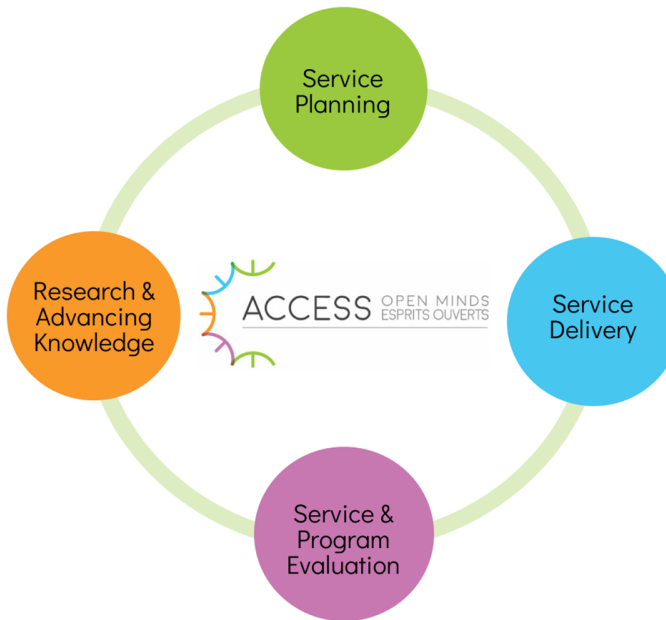 Service
Planning
Research &
Advancing
Knowledge
ACCESS OPEN MINDS
ESPRITS OUVERTS
Service
Delivery
Service &
Program
Evaluation